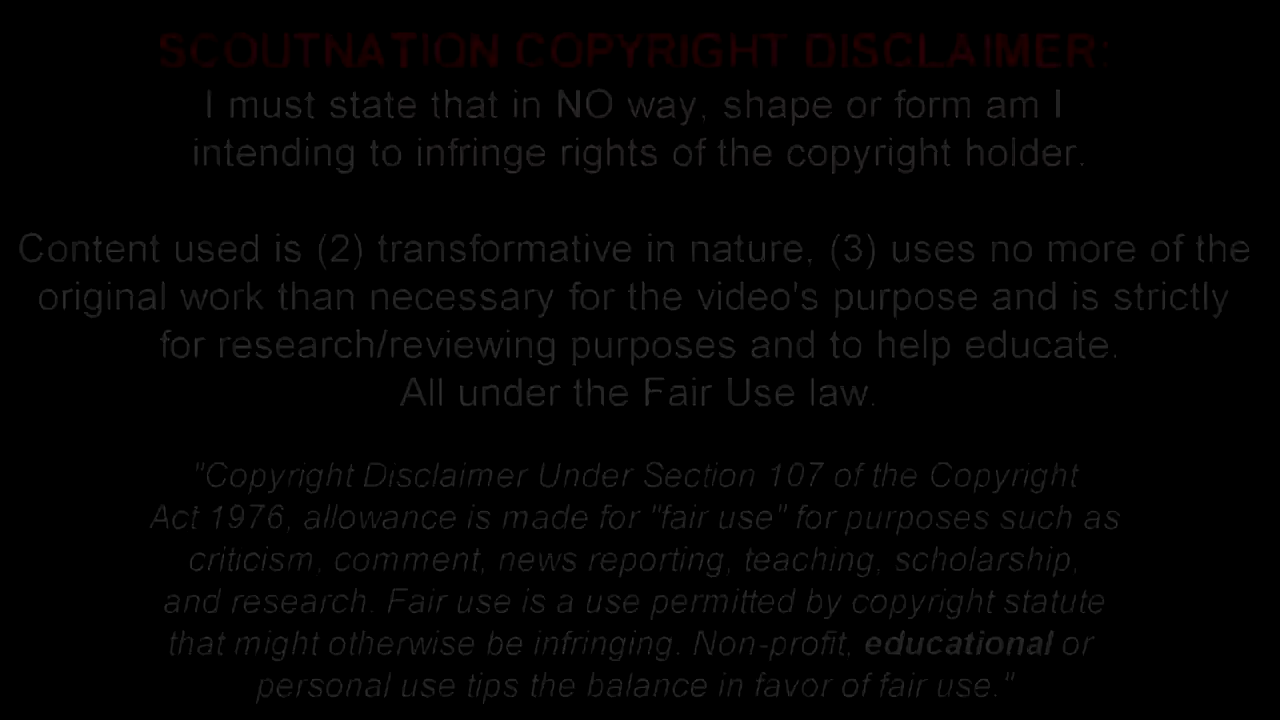 SCOUTNATION COPYRIGHT DISCLAIMER:
I must state that in NO way, shape or form am I
intending to infringe rights of the copyright holder.
Content used is (2) transformative in nature, (3) uses no more of the
original work than necessary for the video's purpose and is strictly
for research/reviewing purposes and to help educate.
All under the Fair Use law.
"Copyright Disclaimer Under Section 107 of the Copyright
Act 1976, allowance is made for "fair use" for purposes such as
criticism, comment, news reporting, teaching, scholarship,
and research. Fair use is a use permitted by copyright statute
that might otherwise be infringing. Non-profit, educational or
personal use tips the balance in favor of fair use."